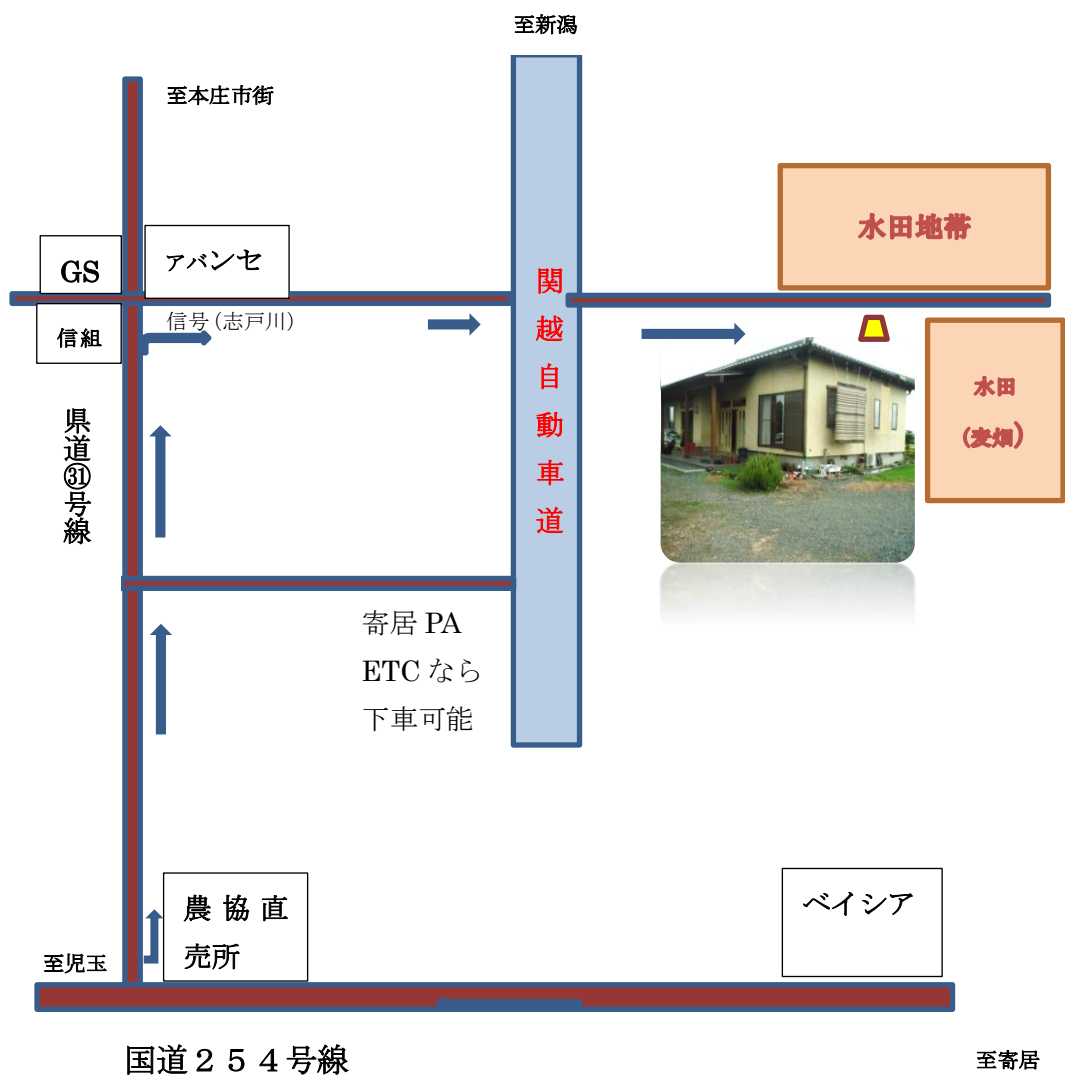 至新潟
至本庄市街
水田地帯
GS
アバンセ
関越自動車道
信号(志戸川)
信組
水田
(麦畑)
県道㉛号線
寄居 PA
ETC なら
下車可能
農協直
売所
ベイシア
至児玉
国道２５４号線
至寄居